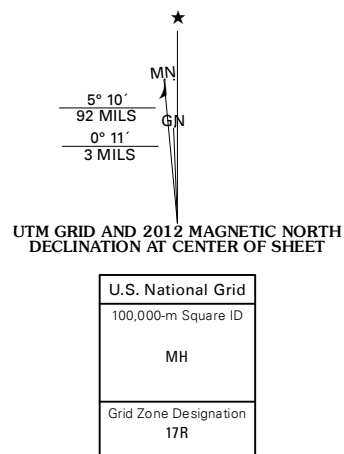 ★
MN
5° 10´
92 MILS
GN
0° 11´
3 MILS
UTM GRID AND 2012 MAGNETIC NORTH
DECLINATION AT CENTER OF SHEET
U.S. National Grid
100,000-m Square ID
MH
Grid Zone Designation
17R